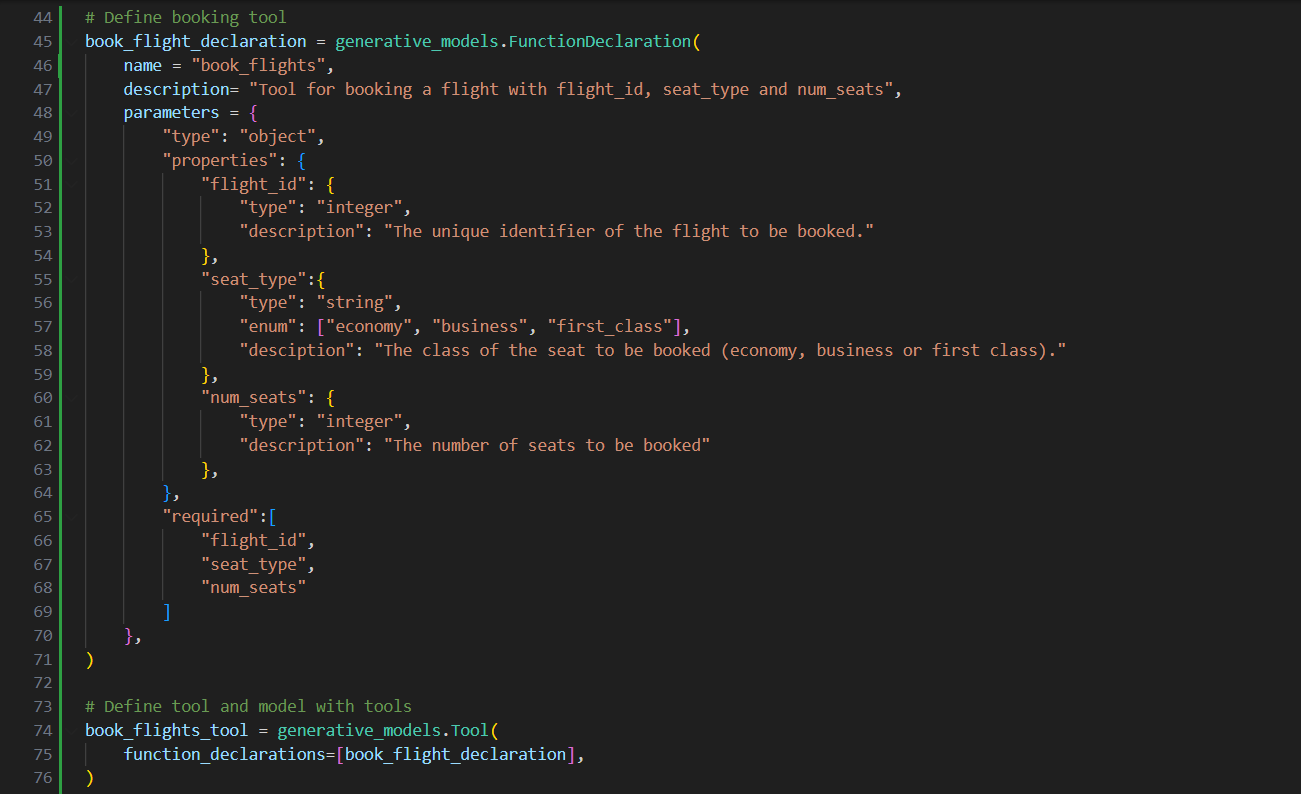 44 # Define booking tool
45 book_flight_declaration = generative_models.FunctionDeclaration(
46     name = "book_flights",
47     description= "Tool for booking a flight with flight_id, seat_type and num_seats",
48     parameters = {
49         "type": "object",
50         "properties": {
51             "flight_id": {
52                 "type": "integer",
53                 "description": "The unique identifier of the flight to be booked."
54             },
55             "seat_type":{
56                 "type": "string",
57                 "enum": ["economy", "business", "first_class"],
58                 "desciption": "The class of the seat to be booked (economy, business or first class)."
59             },
60             "num_seats": {
61                 "type": "integer",
62                 "description": "The number of seats to be booked"
63             },
64         },
65         "required":[
66             "flight_id",
67             "seat_type",
68             "num_seats"
69         ]
70     },
71 )
72
73 # Define tool and model with tools
74 book_flights_tool = generative_models.Tool(
75     function_declarations=[book_flight_declaration],
76 )